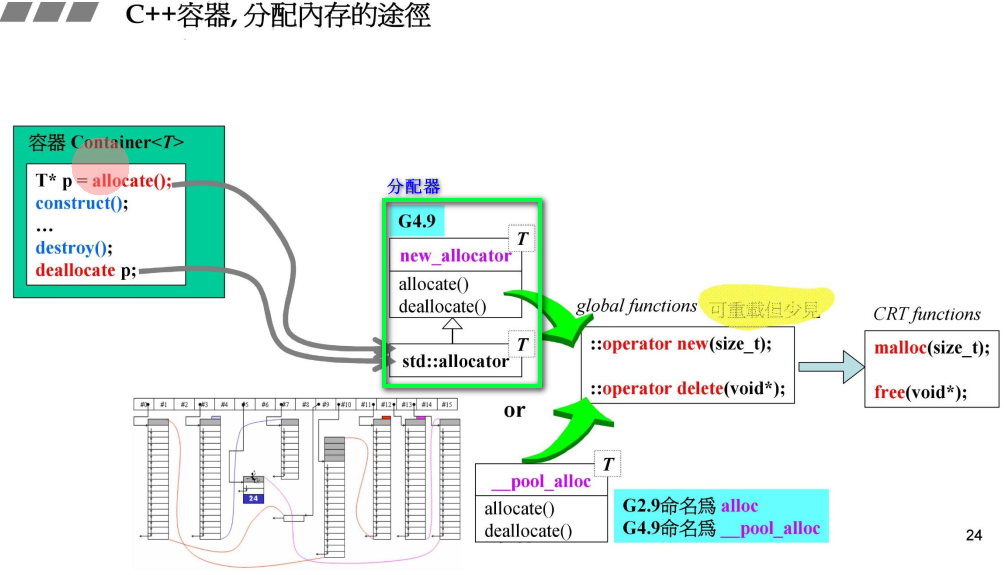 C++容器, 分配內存的途徑
容器 Container<T>
T* p = allocate();
construct();
...
destroy();
deallocate p;
分配器
G4.9
T
new_allocator
allocate()
deallocate()
T
std::allocator
global functions 可重載但少見
::operator new(size_t);
::operator delete(void*);
CRT functions
malloc(size_t);
free(void*);
or
#0 #1 #2 #3 #4 #5 #6 #7 #8 #9 #10 #11 #12 #13 #14 #15
24
T
__pool_alloc
allocate()
deallocate()
G2.9命名爲 alloc
G4.9命名爲 __pool_alloc
24